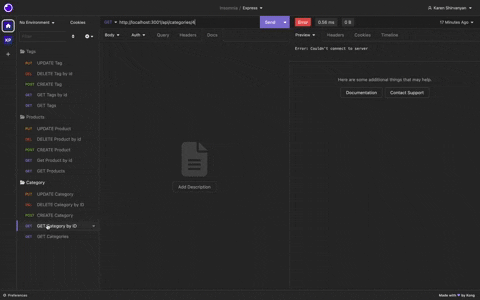 Insomnia / Express
Karen Shirvanyan
No Environment
Cookies
GET http://localhost:3001/api/categories/4
Send
Error
0.56 ms
0 B
17 Minutes Ago
Filter
Body
Auth
Query
Headers
Docs
Preview
Headers
Cookies
Timeline
KP
Tags
PUT UPDATE Tag
DEL DELETE Tag by id
POST CREATE Tag
GET GET Tags by id
GET GET Tags
Products
PUT UPDATE Product
DEL DELETE Product by id
POST CREATE Product
GET Get Product by id
GET GET Products
Category
PUT UPDATE Category
DEL DELETE Category by ID
POST CREATE Category
GET GET Category by ID
GET GET Categories
Error: Couldn't connect to server
Here are some additional things that may help.
Documentation
Contact Support
Add Description
Preferences
Made with ♥ by Kong